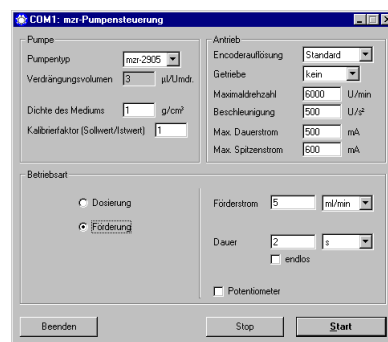 COM1: mzr-Pumpensteuerung
Pumpe
Pumpentyp mzr-2905
Verdrängungsvolumen 3 µl/Umdr.
Dichte des Mediums 1 g/cm³
Kalibrierfaktor (Sollwert/Istwert) 1
Antrieb
Encoderauflösung Standard
Getriebe kein
Maximaldrehzahl 6000 U/min
Beschleunigung 500 U/s²
Max. Dauerstrom 500 mA
Max. Spitzenstrom 600 mA
Betriebsart
Dosierung
Förderung
Förderstrom 5 ml/min
Dauer 2 s
endlos
Potentiometer
Beenden Stop Start